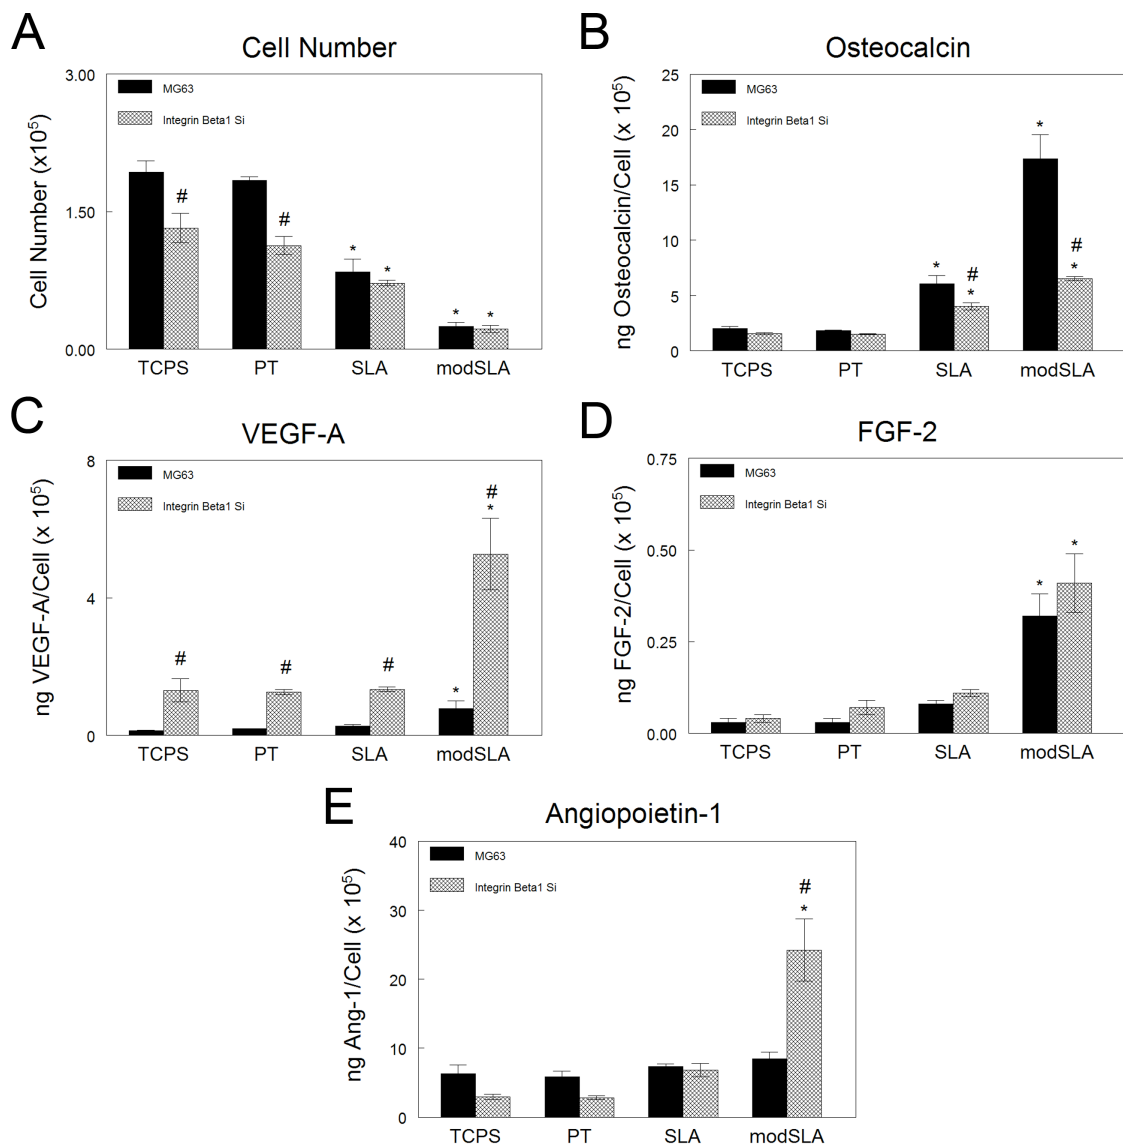 A
Cell Number
Cell Number (x10⁵)
3.00
1.50
0.00
MG63
Integrin Beta1 Si
#
#
* *
* *
TCPS PT SLA modSLA
B
Osteocalcin
ng Osteocalcin/Cell (x 10⁵)
25
20
15
10
5
0
MG63
Integrin Beta1 Si
*
#
*
*
#
*
TCPS PT SLA modSLA
C
VEGF-A
ng VEGF-A/Cell (x 10⁵)
8
4
0
MG63
Integrin Beta1 Si
#
#
#
*
#
*
TCPS PT SLA modSLA
D
FGF-2
ng FGF-2/Cell (x 10⁵)
0.75
0.50
0.25
0.00
MG63
Integrin Beta1 Si
* *
TCPS PT SLA modSLA
E
Angiopoietin-1
ng Ang-1/Cell (x 10⁵)
40
30
20
10
0
MG63
Integrin Beta1 Si
#
*
TCPS PT SLA modSLA